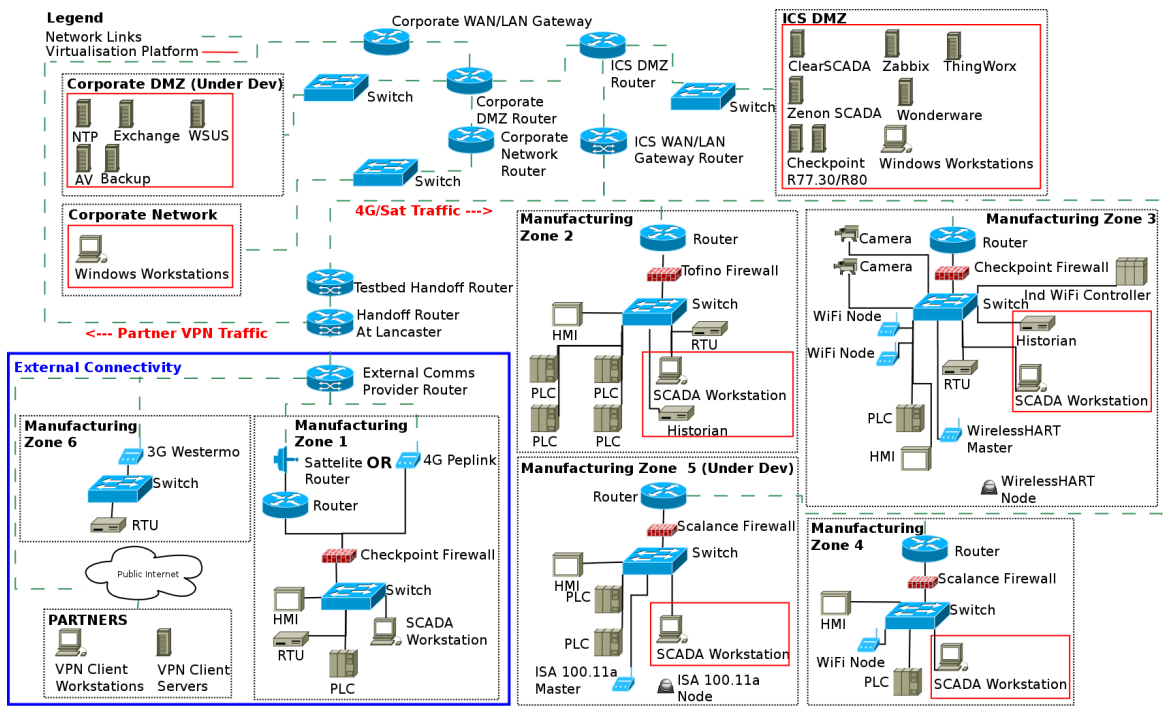 Legend
Network Links
Virtualisation Platform
Corporate WAN/LAN Gateway
ICS DMZ Router
Corporate DMZ Router
Switch
Corporate Network Router
Switch
ICS WAN/LAN Gateway Router
Switch
Corporate DMZ (Under Dev)
NTP
Exchange
WSUS
AV
Backup
Corporate Network
Windows Workstations
ICS DMZ
ClearSCADA
Zabbix
ThingWorx
Zenon SCADA
Wonderware
Checkpoint
R77.30/R80
Windows Workstations
4G/Sat Traffic --->
Testbed Handoff Router
Handoff Router
At Lancaster
<--- Partner VPN Traffic
External Comms
Provider Router
External Connectivity
Manufacturing
Zone 6
3G Westermo
Switch
RTU
Public Internet
PARTNERS
VPN Client
Workstations
VPN Client
Servers
Manufacturing
Zone 1
Sattelite
Router
OR
4G Peplink
Router
Checkpoint Firewall
Switch
HMI
RTU
PLC
SCADA
Workstation
Manufacturing
Zone 2
Router
Tofino Firewall
Switch
HMI
RTU
PLC
PLC
PLC
PLC
SCADA Workstation
Historian
Manufacturing Zone 3
Camera
Camera
Router
Checkpoint Firewall
Ind WiFi Controller
Switch
WiFi Node
WiFi Node
Historian
RTU
SCADA Workstation
PLC
HMI
WirelessHART
Master
WirelessHART
Node
Manufacturing Zone 5 (Under Dev)
Router
Scalance Firewall
Switch
HMI
PLC
PLC
SCADA Workstation
ISA 100.11a
Master
ISA 100.11a
Node
Manufacturing
Zone 4
Router
Scalance Firewall
Switch
HMI
WiFi Node
PLC
SCADA Workstation